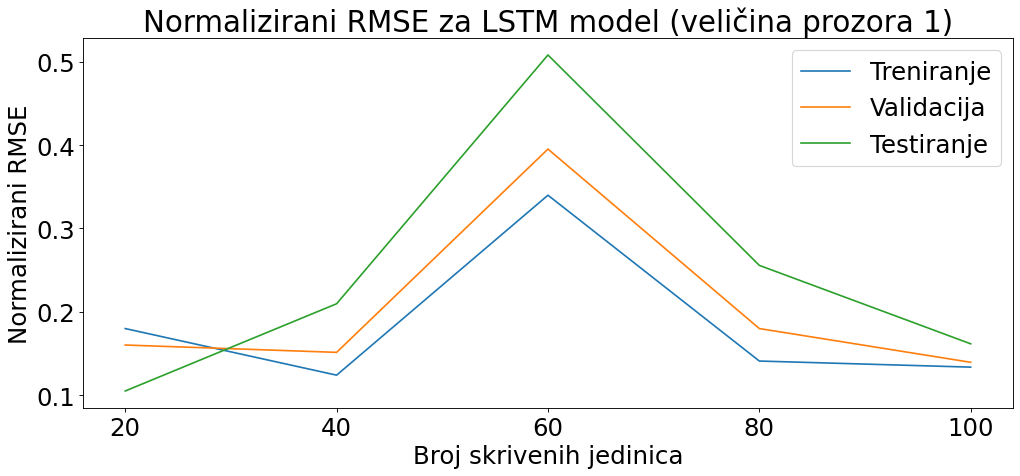 Normalizirani RMSE za LSTM model (veličina prozora 1)
Normalizirani RMSE
0.5
0.4
0.3
0.2
0.1
Treniranje
Validacija
Testiranje
20 40 60 80 100
Broj skrivenih jedinica